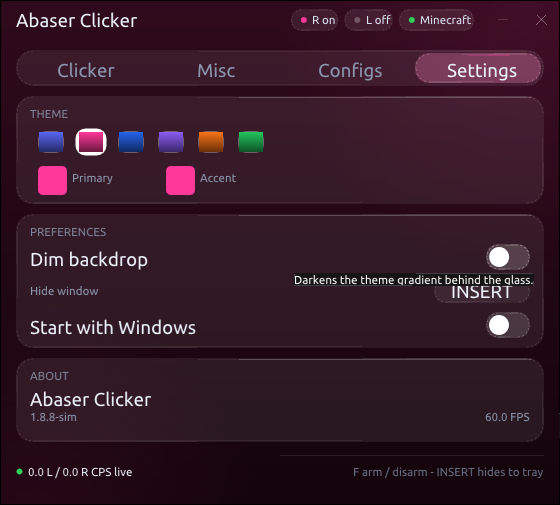 Abaser Clicker
R on
L off
Minecraft
Clicker
Misc
Configs
Settings
THEME
Primary
Accent
PREFERENCES
Dim backdrop
Darkens the theme gradient behind the glass.
Hide window
INSERT
Start with Windows
ABOUT
Abaser Clicker
1.8.8-sim
60.0 FPS
0.0 L / 0.0 R CPS live
F arm / disarm - INSERT hides to tray